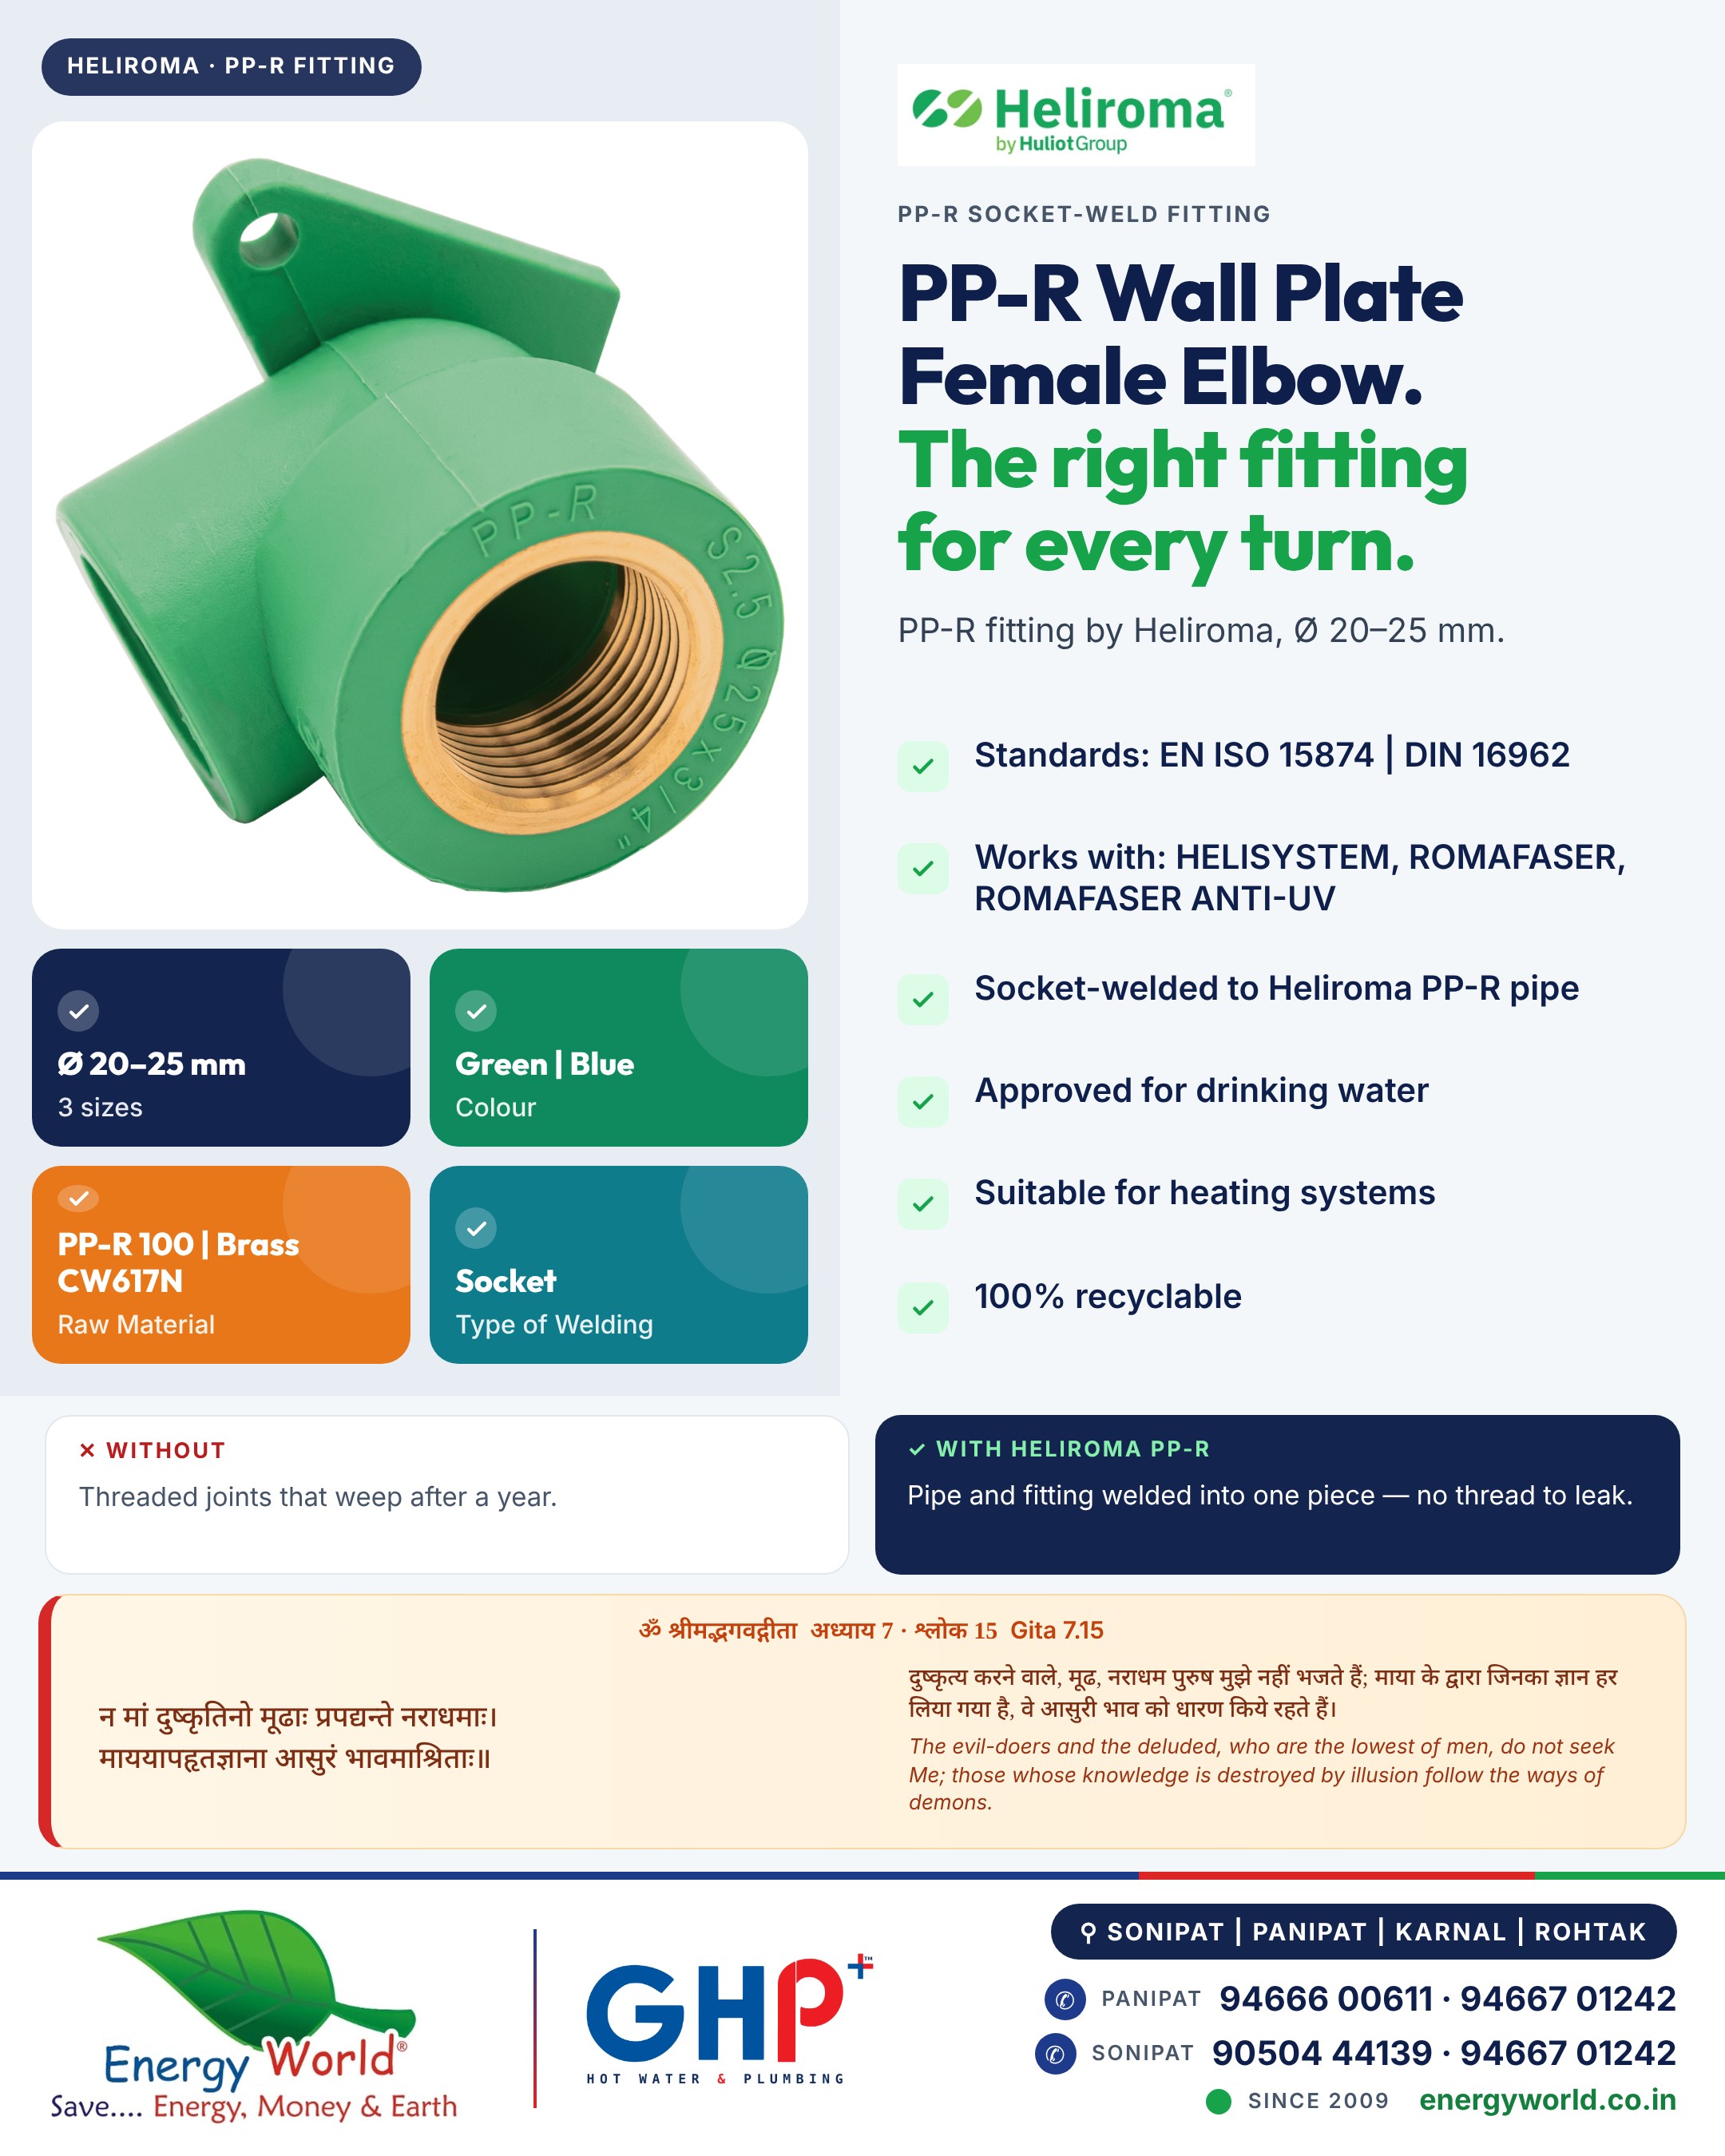 HELIROMA · PP-R FITTING
PP-R
S2.5 Ø25x3/4"
Ø 20–25 mm
3 sizes
Green | Blue
Colour
PP-R 100 | Brass
CW617N
Raw Material
Socket
Type of Welding
Heliroma®
by Huliot Group
PP-R SOCKET-WELD FITTING
PP-R Wall Plate
Female Elbow.
The right fitting
for every turn.
PP-R fitting by Heliroma, Ø 20–25 mm.
Standards: EN ISO 15874 | DIN 16962
Works with: HELISYSTEM, ROMAFASER,
ROMAFASER ANTI-UV
Socket-welded to Heliroma PP-R pipe
Approved for drinking water
Suitable for heating systems
100% recyclable
✕ WITHOUT
Threaded joints that weep after a year.
✓ WITH HELIROMA PP-R
Pipe and fitting welded into one piece — no thread to leak.
ॐ श्रीमद्भगवद्गीता अध्याय 7 · श्लोक 15 Gita 7.15
न मां दुष्कृतिनो मूढाः प्रपद्यन्ते नराधमाः।
माययापहृतज्ञाना आसुरं भावमाश्रिताः॥
दुष्कृत्य करने वाले, मूढ, नराधम पुरुष मुझे नहीं भजते हैं; माया के द्वारा जिनका ज्ञान हर
लिया गया है, वे आसुरी भाव को धारण किये रहते हैं।
The evil-doers and the deluded, who are the lowest of men, do not seek
Me; those whose knowledge is destroyed by illusion follow the ways of
demons.
Energy World®
Save.... Energy, Money & Earth
GHP+™
HOT WATER & PLUMBING
SONIPAT | PANIPAT | KARNAL | ROHTAK
PANIPAT 94666 00611 · 94667 01242
SONIPAT 90504 44139 · 94667 01242
SINCE 2009 energyworld.co.in